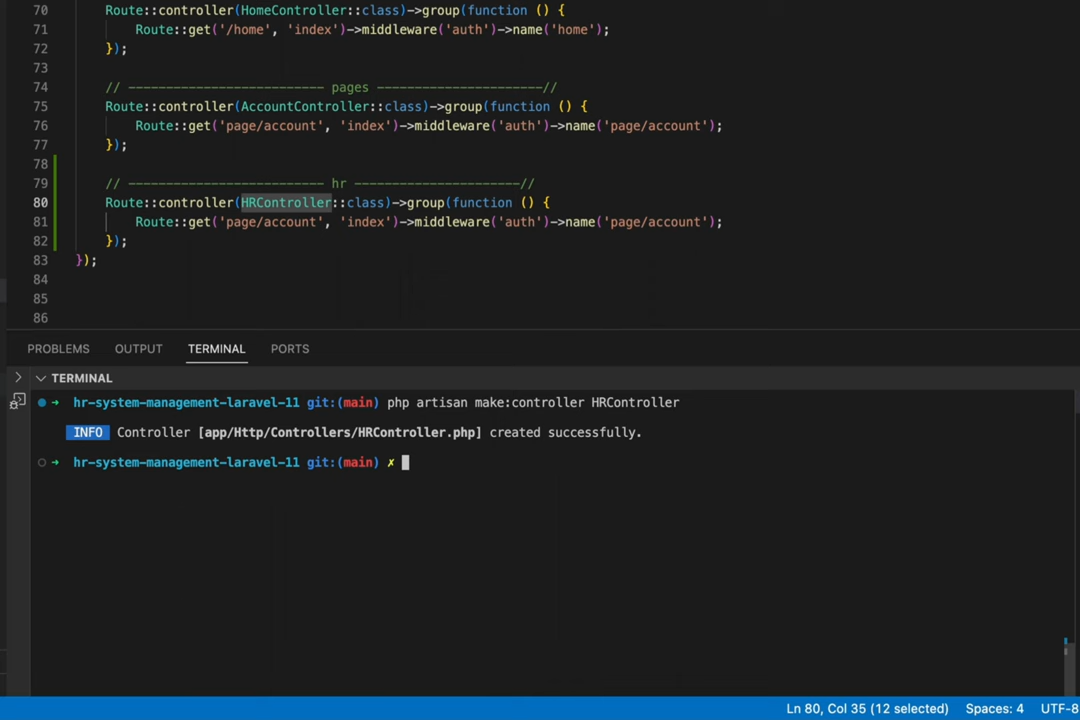 70 Route::controller(HomeController::class)->group(function () {
71 Route::get('/home', 'index')->middleware('auth')->name('home');
72 });
73
74 // -------------------------- pages ----------------------//
75 Route::controller(AccountController::class)->group(function () {
76 Route::get('page/account', 'index')->middleware('auth')->name('page/account');
77 });
78
79 // -------------------------- hr ----------------------//
80 Route::controller(HRController::class)->group(function () {
81 Route::get('page/account', 'index')->middleware('auth')->name('page/account');
82 });
83 });
84
85
86
PROBLEMS OUTPUT TERMINAL PORTS
TERMINAL
hr-system-management-laravel-11 git:(main) php artisan make:controller HRController
INFO Controller [app/Http/Controllers/HRController.php] created successfully.
hr-system-management-laravel-11 git:(main) ✗
Ln 80, Col 35 (12 selected) Spaces: 4 UTF-8